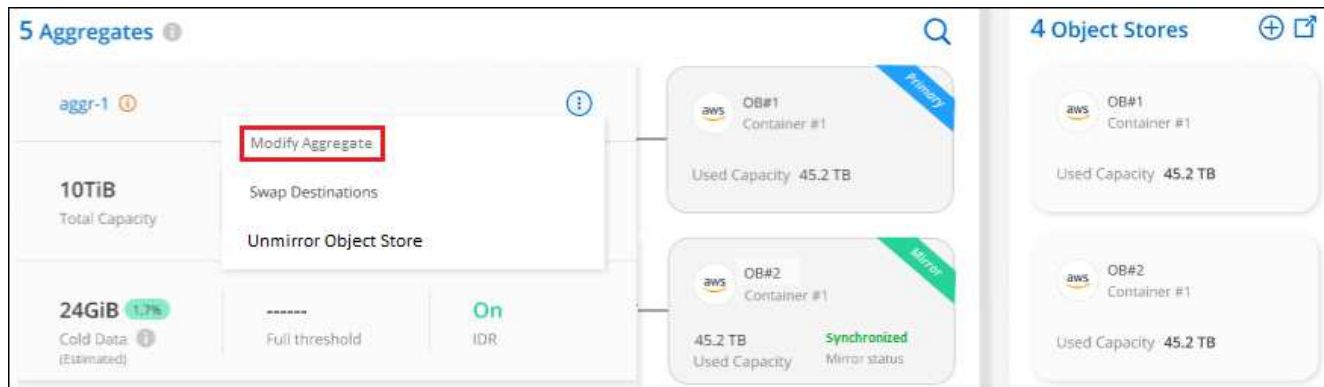 5 Aggregates
4 Object Stores
aggr-1
Modify Aggregate
Swap Destinations
Unmirror Object Store
10TiB
Total Capacity
24GiB 1.7%
Cold Data
(Estimated)
------
Full threshold
On
IDR
Primary
aws
OB#1
Container #1
Used Capacity 45.2 TB
Mirror
aws
OB#2
Container #1
45.2 TB
Used Capacity
Synchronized
Mirror status
aws
OB#1
Container #1
Used Capacity 45.2 TB
aws
OB#2
Container #1
Used Capacity 45.2 TB